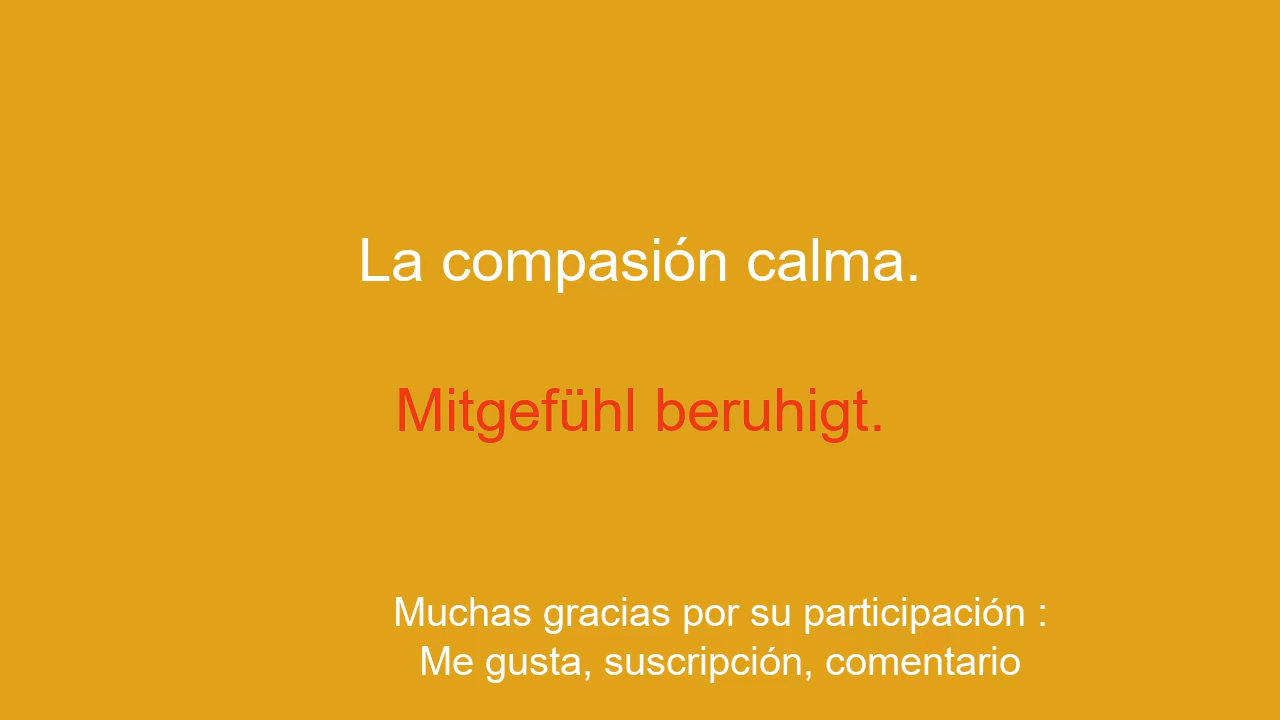 La compasión calma.
Mitgefühl beruhigt.
Muchas gracias por su participación :
Me gusta, suscripción, comentario